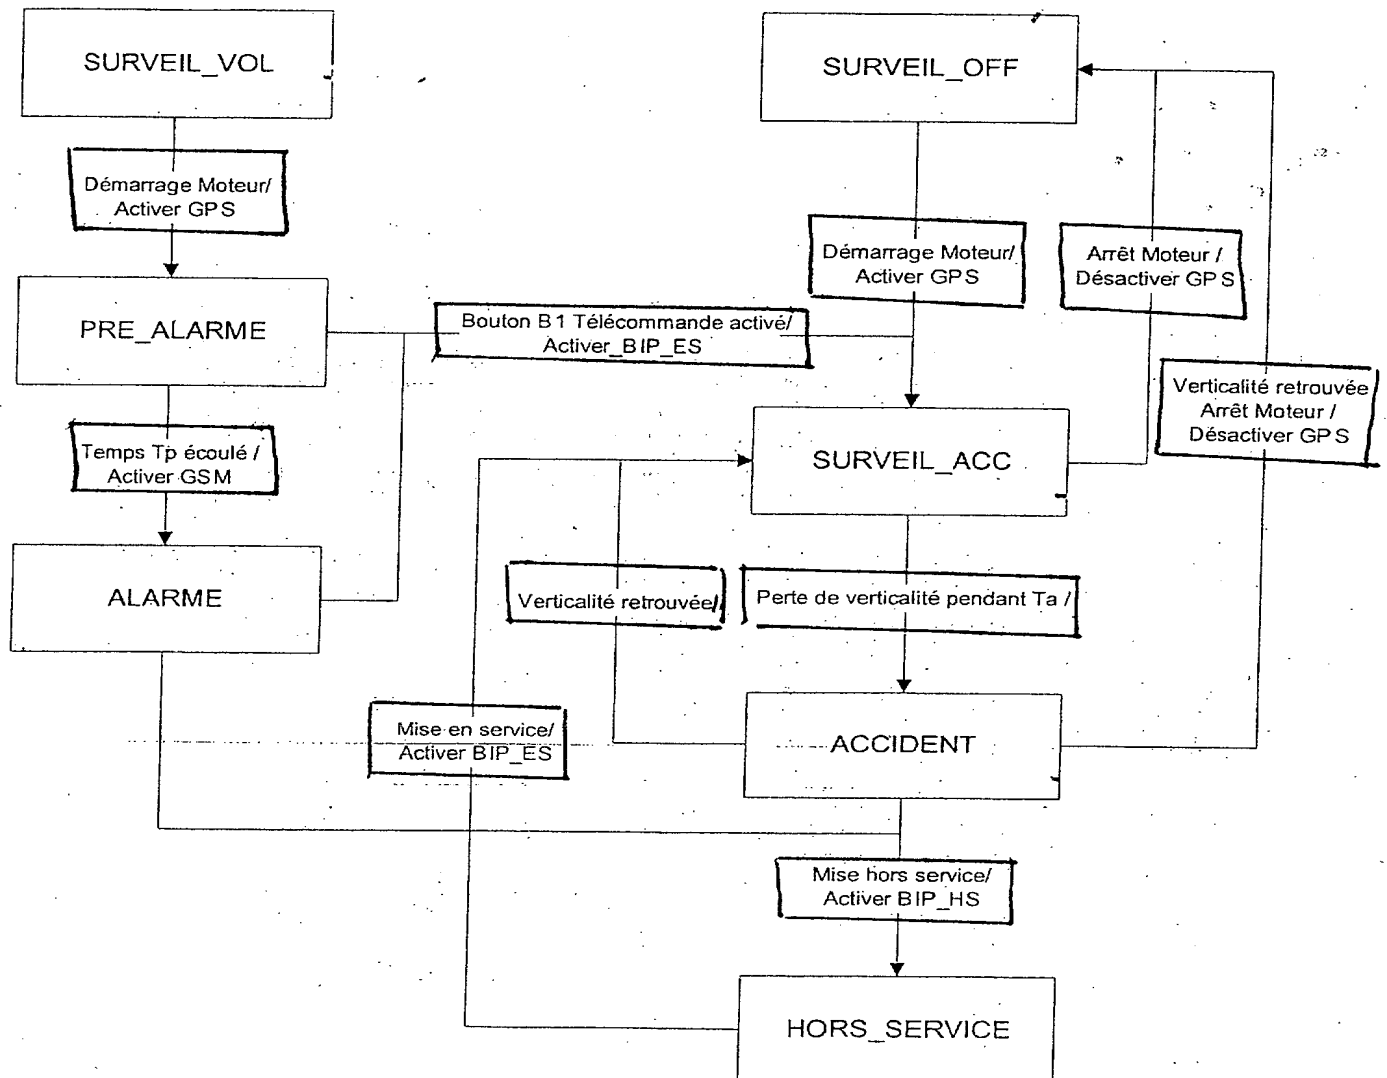 SURVEIL_VOL
SURVEIL_OFF
Démarrage Moteur/
Activer GPS
Démarrage Moteur/
Activer GPS
Arrêt Moteur /
Désactiver GPS
PRE_ALARME
Bouton B1 Télécommande activé/
Activer_BIP_ES
Verticalité retrouvée
Arrêt Moteur /
Désactiver GPS
Temps Tp écoulé /
Activer GSM
SURVEIL_ACC
ALARME
Verticalité retrouvée/
Perte de verticalité pendant Ta /
Mise en service/
Activer BIP_ES
ACCIDENT
Mise hors service/
Activer BIP_HS
HORS_SERVICE